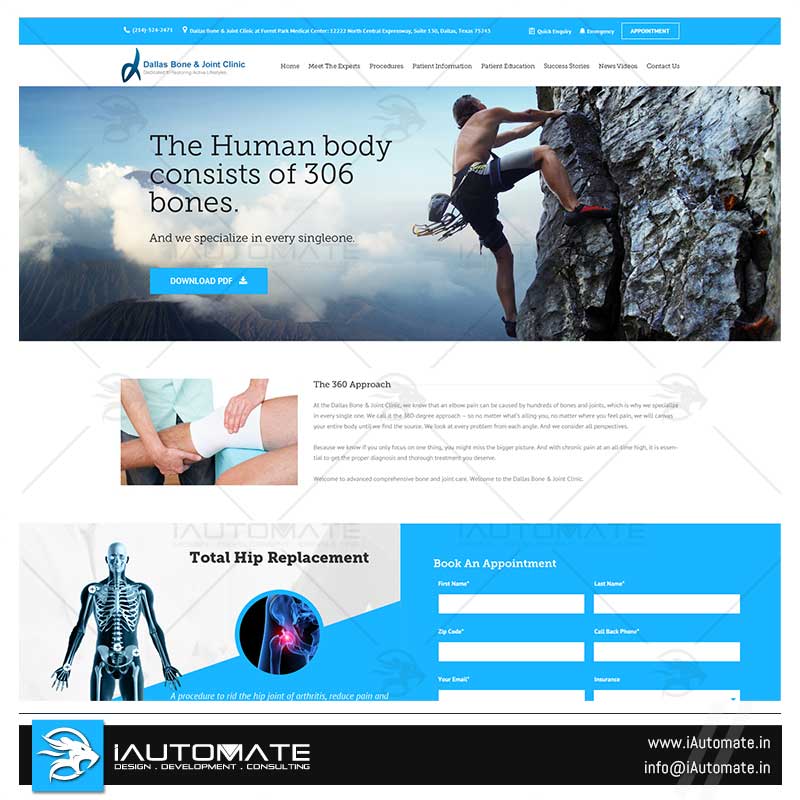 (214)-524-2471 Dallas Bone & Joint Clinic at Forest Park Medical Center: 12222 North Central Expressway, Suite 130, Dallas, Texas 75243 Quick Enquiry Emergency APPOINTMENT
Dallas Bone & Joint Clinic
Dedicated to Restoring Active Lifestyles
Home Meet The Experts Procedures Patient Information Patient Education Success Stories News Videos Contact Us
The Human body
consists of 306
bones.
And we specialize in every singleone.
DOWNLOAD PDF
The 360 Approach
At the Dallas Bone & Joint Clinic, we know that an elbow pain can be caused by hundreds of bones and joints, which is why we specialize
in every single one. We call it the 360-degree approach – so no matter what's ailing you, no matter where you feel pain, we will canvas
your entire body until we find the source. We look at every problem from each angle. And we consider all perspectives.
Because we know if you only focus on one thing, you might miss the bigger picture. And with chronic pain at an all-time high, it is essen-
tial to get the proper diagnosis and thorough treatment you deserve.
Welcome to advanced comprehensive bone and joint care. Welcome to the Dallas Bone & Joint Clinic.
Total Hip Replacement
A procedure to rid the hip joint of arthritis, reduce pain and
Book An Appointment
First Name* Last Name*
Zip Code* Call Back Phone*
Your Email* Insurance
iAUTOMATE
DESIGN . DEVELOPMENT . CONSULTING
www.iAutomate.in
info@iAutomate.in